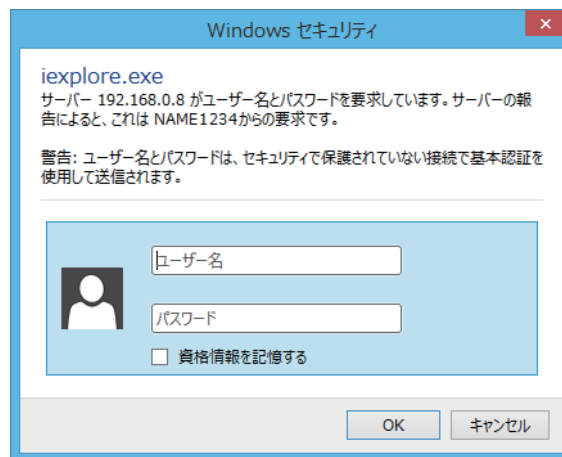 Windows セキュリティ
iexplore.exe
サーバー 192.168.0.8 がユーザー名とパスワードを要求しています。サーバーの報
告によると、これは NAME1234からの要求です。
警告: ユーザー名とパスワードは、セキュリティで保護されていない接続で基本認証を
使用して送信されます。
ユーザー名
パスワード
資格情報を記憶する
OK
キャンセル